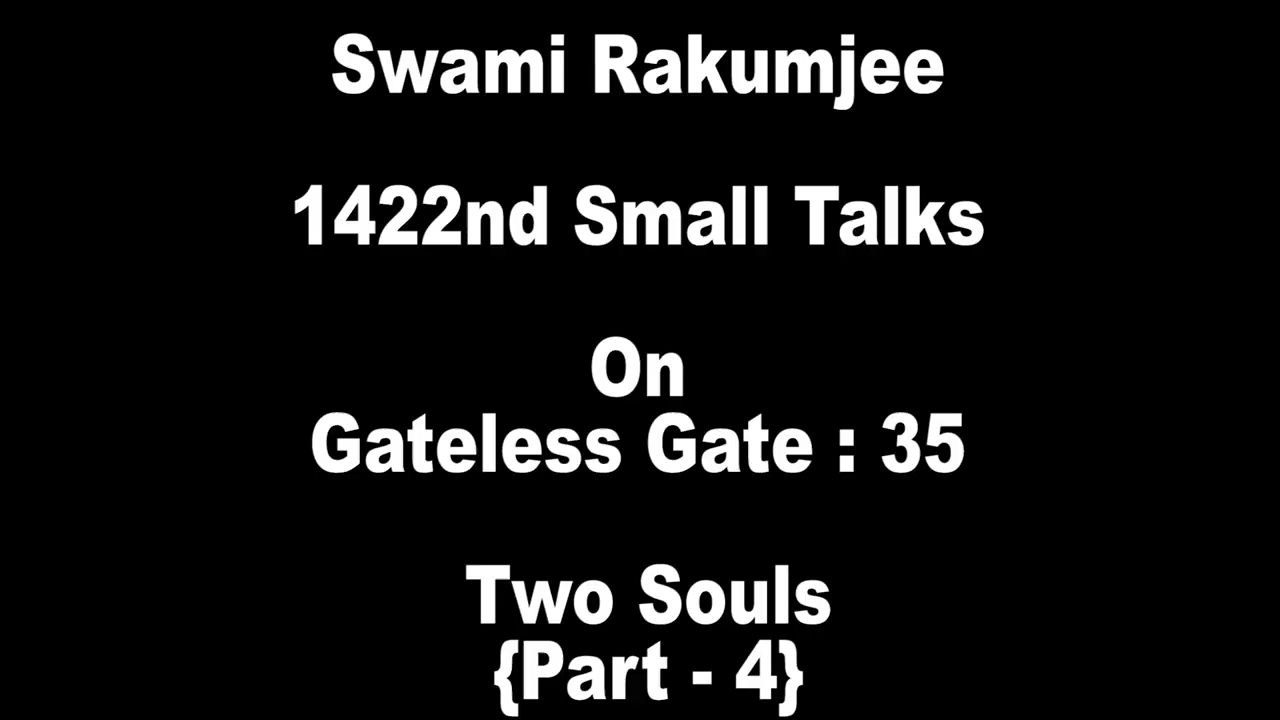 Swami Rakumjee
1422nd Small Talks
On
Gateless Gate : 35
Two Souls
{Part - 4}